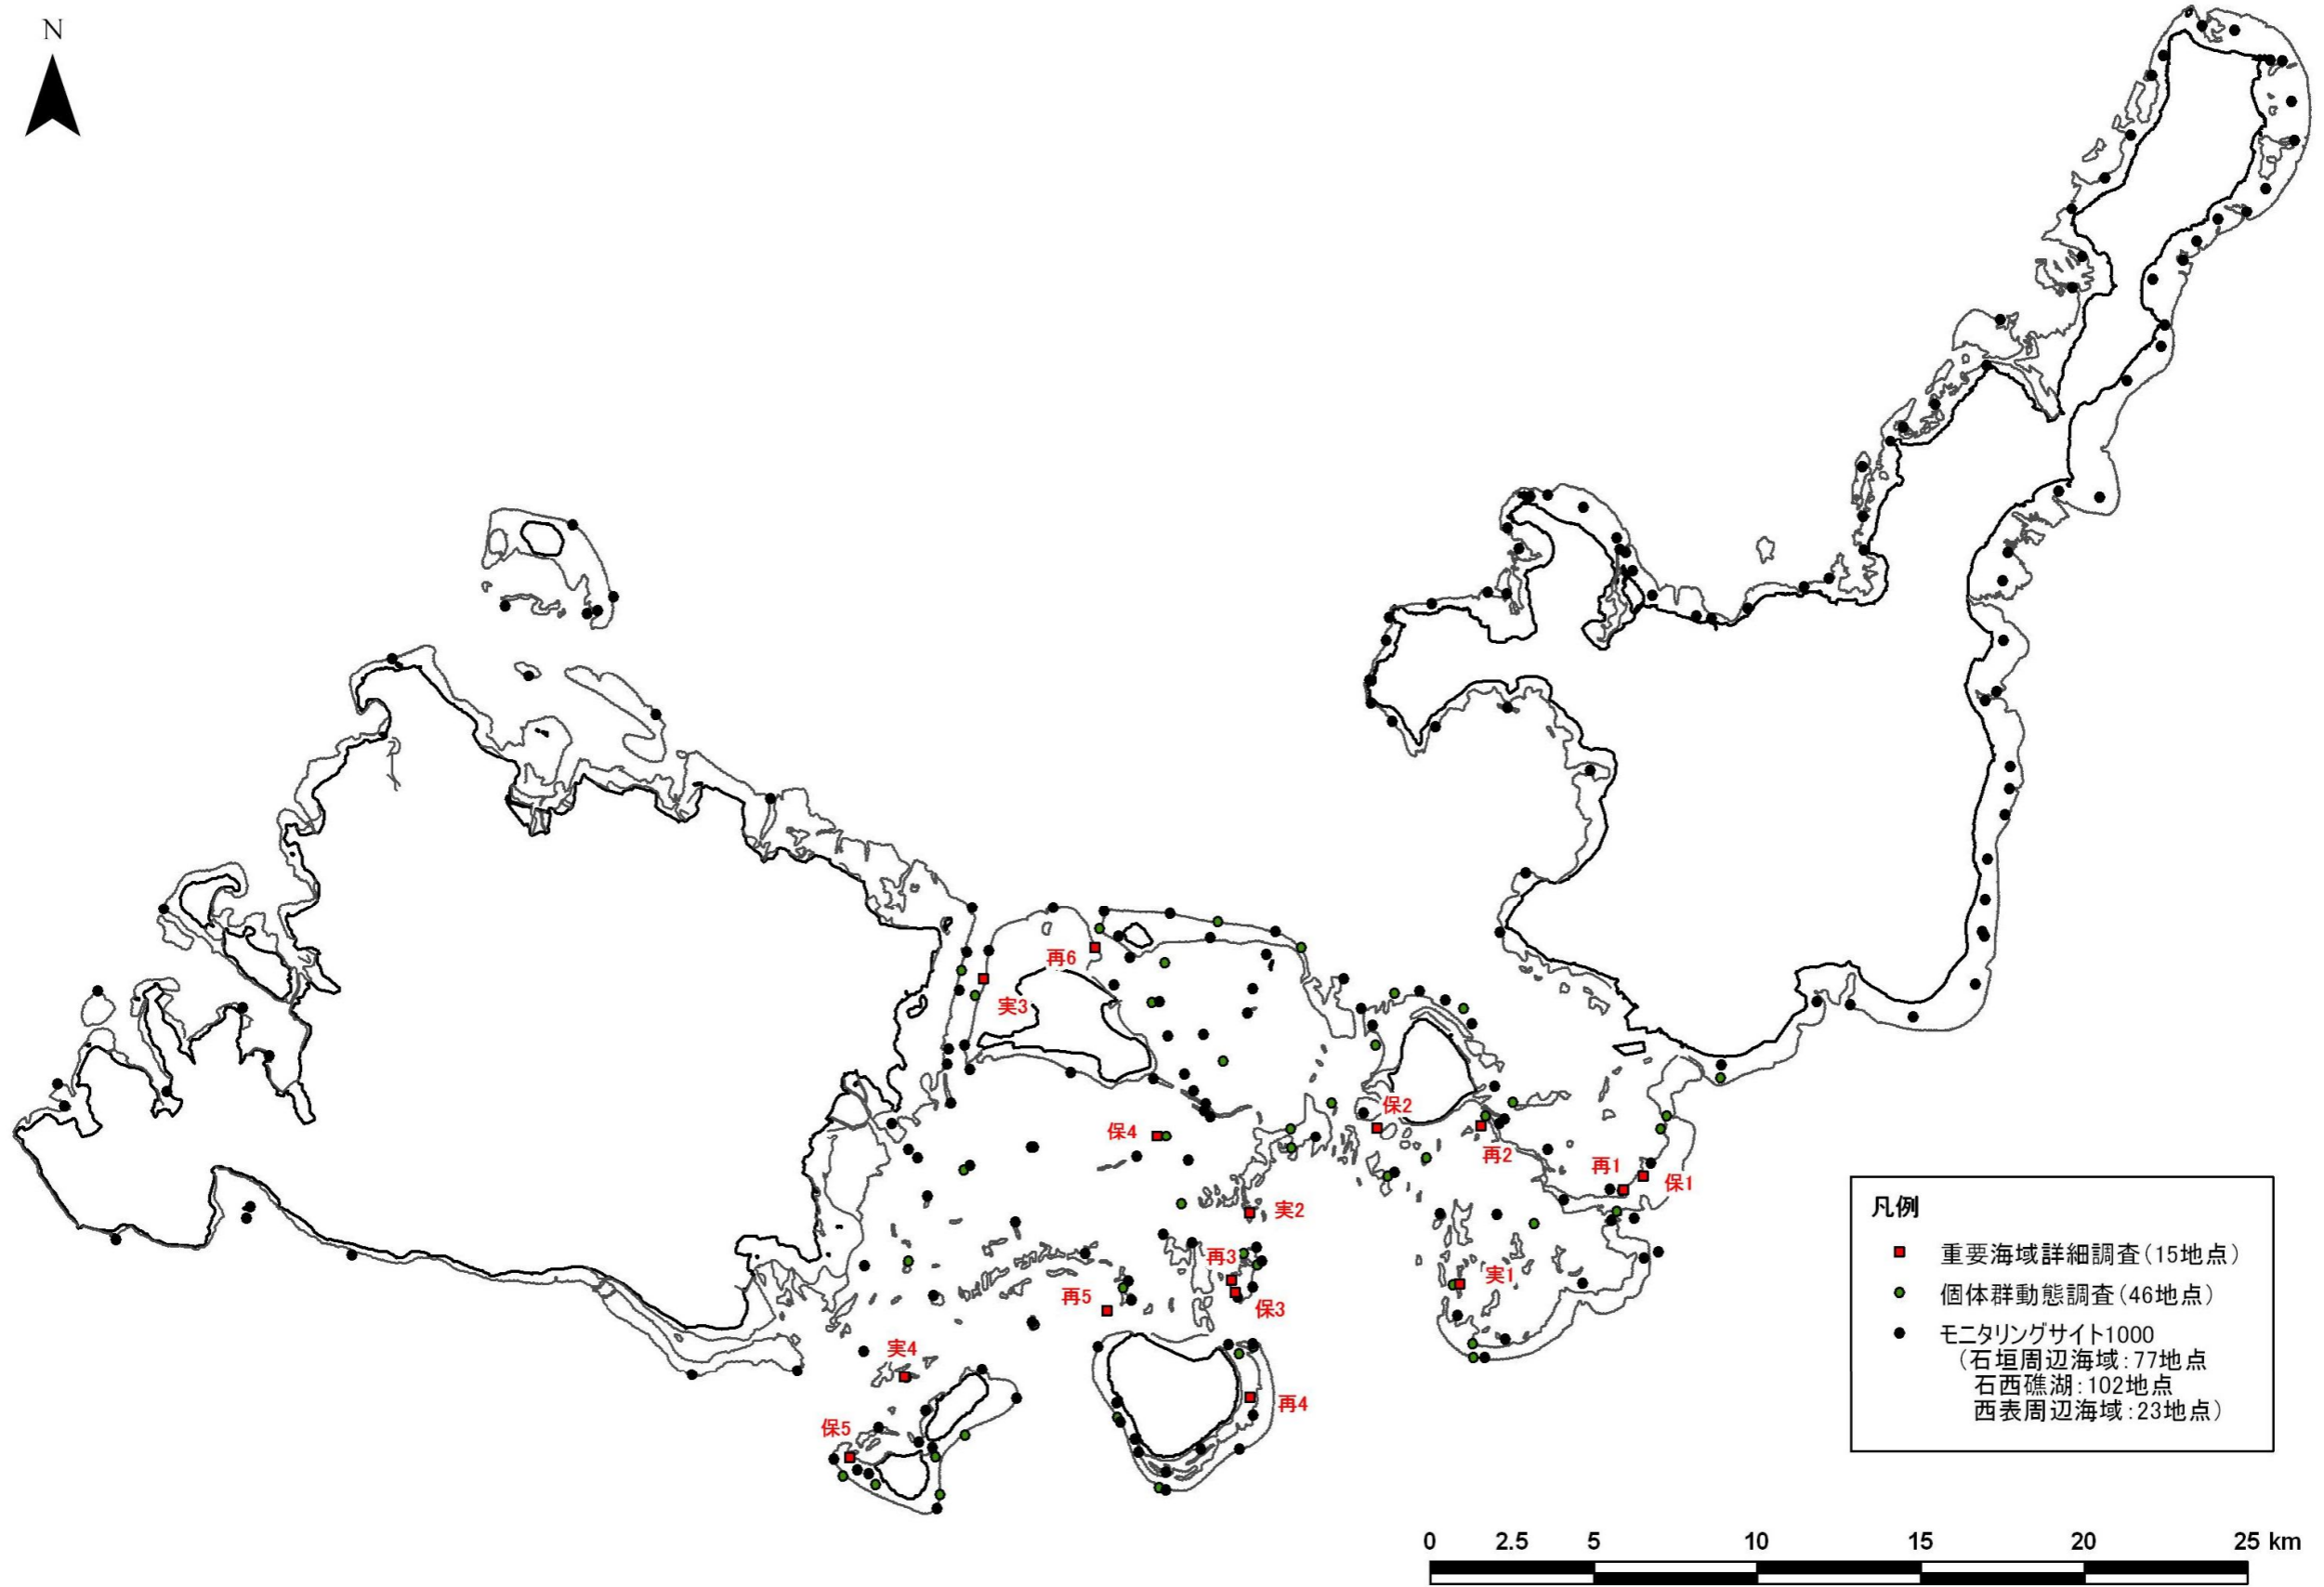 N
再6
実3
保4
保2
再2
再1
保1
実2
再3
実1
再5
保3
実4
再4
保5
凡例
重要海域詳細調査（15地点）
個体群動態調査（46地点）
モニタリングサイト1000
（石垣周辺海域：77地点
石西礁湖：102地点
西表周辺海域：23地点）
0 2.5 5 10 15 20 25 km